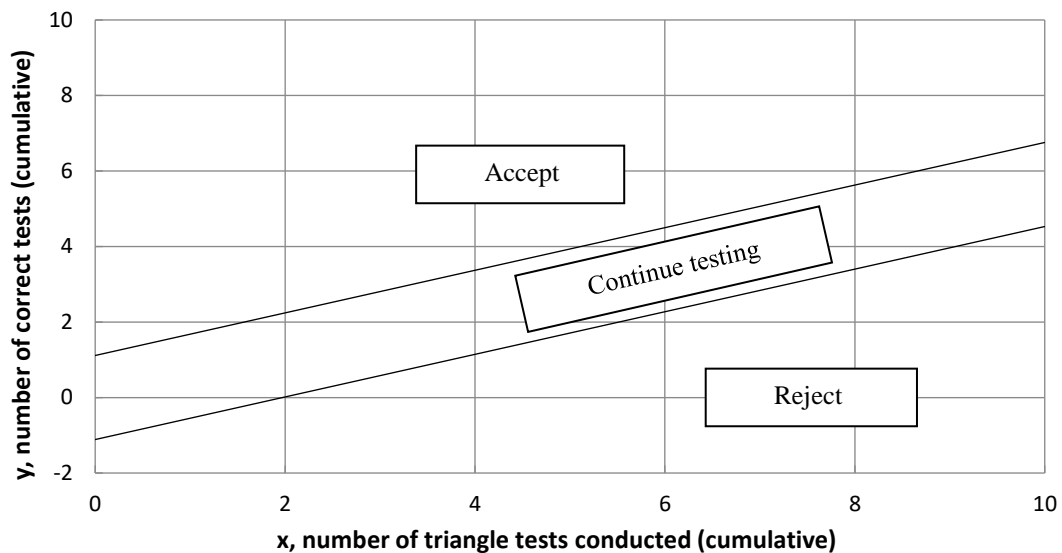 y, number of correct tests (cumulative)
10
8
6
4
2
0
-2
Accept
Continue testing
Reject
0 2 4 6 8 10
x, number of triangle tests conducted (cumulative)